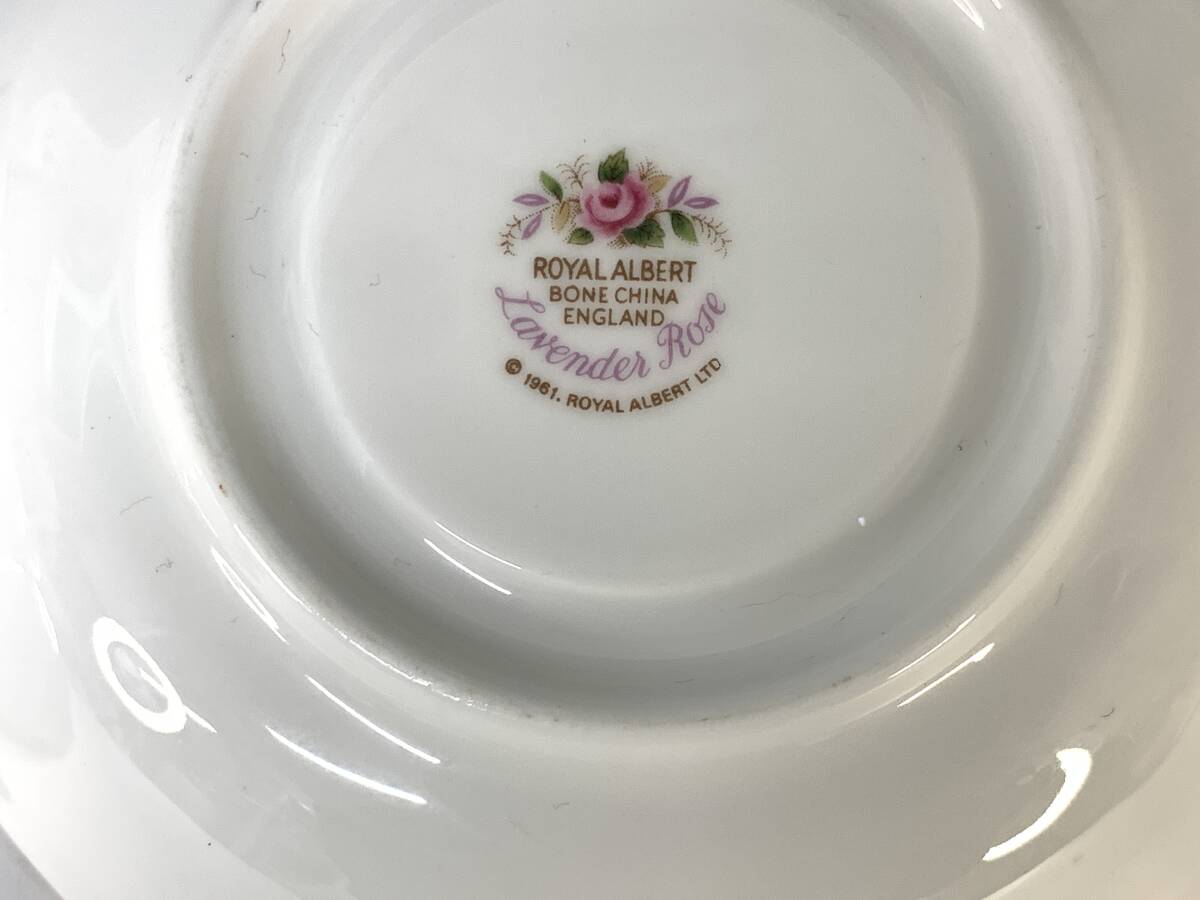 ROYAL ALBERT
BONE CHINA
ENGLAND
Lavender Rose
© 1961. ROYAL ALBERT LTD